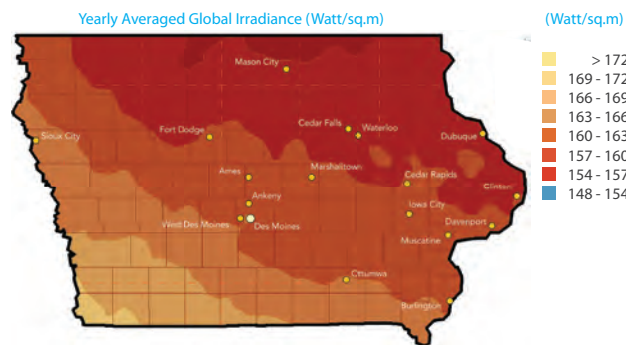 Yearly Averaged Global Irradiance (Watt/sq.m)
(Watt/sq.m)
> 172
169 - 172
166 - 169
163 - 166
160 - 163
157 - 160
154 - 157
148 - 154
Mason City
Sioux City
Fort Dodge
Cedar Falls
Waterloo
Dubuque
Ames
Marshalltown
Cedar Rapids
Clinton
Ankeny
Iowa City
West Des Moines
Des Moines
Davenport
Muscatine
Ottumwa
Burlington